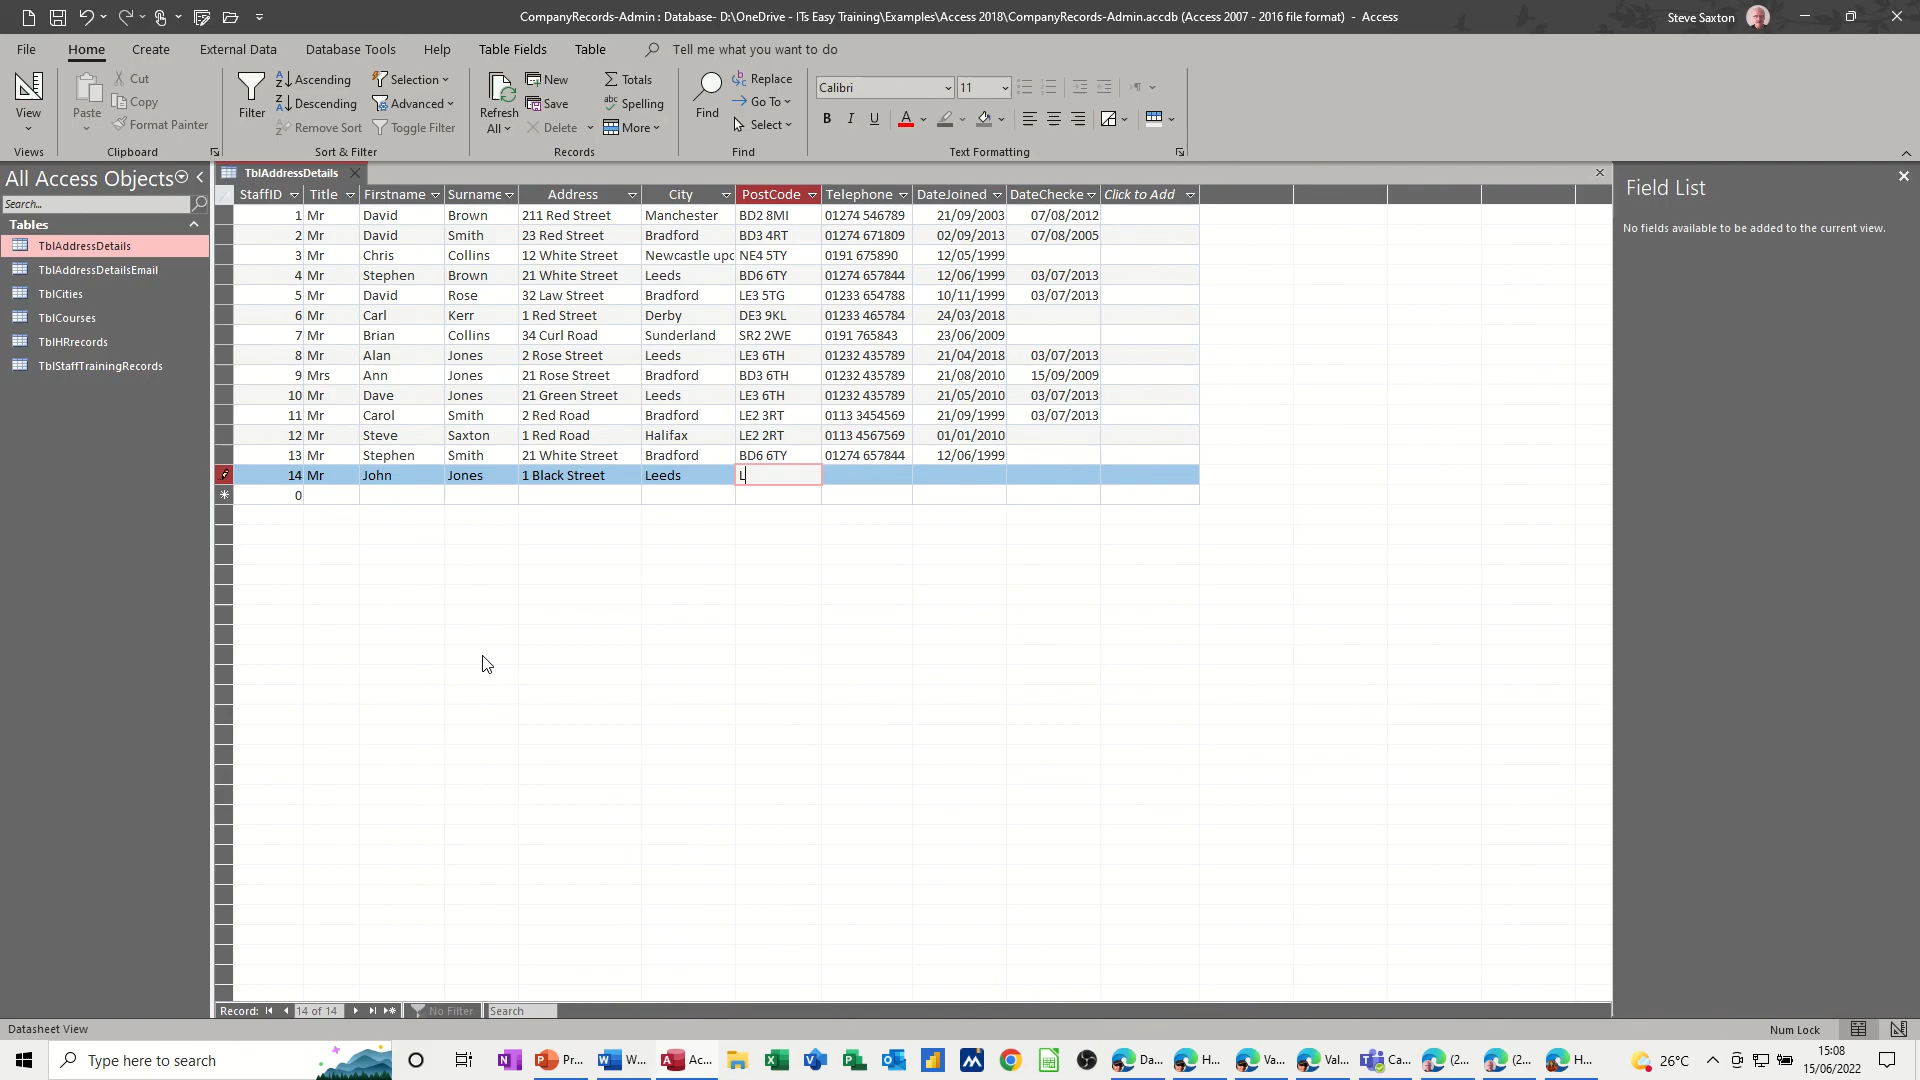 CompanyRecords-Admin : Database- D:\OneDrive - ITs Easy Training\Examples\Access 2018\CompanyRecords-Admin.accdb (Access 2007 - 2016 file format) - Access
Steve Saxton
File Home Create External Data Database Tools Help Table Fields Table Tell me what you want to do
View
Views
Paste
Cut
Copy
Format Painter
Clipboard
Filter
Ascending
Descending
Remove Sort
Selection
Advanced
Toggle Filter
Sort & Filter
Refresh
All
New
Save
Delete
Totals
Spelling
More
Records
Find
Replace
Go To
Select
Find
Calibri 11
B I U A
Text Formatting
All Access Objects
Search...
Tables
TblAddressDetails
TblAddressDetailsEmail
TblCities
TblCourses
TblHRrecords
TblStaffTrainingRecords
TblAddressDetails
StaffID Title Firstname Surname Address City PostCode Telephone DateJoined DateChecke Click to Add
1 Mr David Brown 211 Red Street Manchester BD2 8MI 01274 546789 21/09/2003 07/08/2012
2 Mr David Smith 23 Red Street Bradford BD3 4RT 01274 671809 02/09/2013 07/08/2005
3 Mr Chris Collins 12 White Street Newcastle upo NE4 5TY 0191 675890 12/05/1999
4 Mr Stephen Brown 21 White Street Leeds BD6 6TY 01274 657844 12/06/1999 03/07/2013
5 Mr David Rose 32 Law Street Bradford LE3 5TG 01233 654788 10/11/1999 03/07/2013
6 Mr Carl Kerr 1 Red Street Derby DE3 9KL 01233 465784 24/03/2018
7 Mr Brian Collins 34 Curl Road Sunderland SR2 2WE 0191 765843 23/06/2009
8 Mr Alan Jones 2 Rose Street Leeds LE3 6TH 01232 435789 21/04/2018 03/07/2013
9 Mrs Ann Jones 21 Rose Street Bradford BD3 6TH 01232 435789 21/08/2010 15/09/2009
10 Mr Dave Jones 21 Green Street Leeds LE3 6TH 01232 435789 21/05/2010 03/07/2013
11 Mr Carol Smith 2 Red Road Bradford LE2 3RT 0113 3454569 21/09/1999 03/07/2013
12 Mr Steve Saxton 1 Red Road Halifax LE2 2RT 0113 4567569 01/01/2010
13 Mr Stephen Smith 21 White Street Bradford BD6 6TY 01274 657844 12/06/1999
14 Mr John Jones 1 Black Street Leeds L
0
Field List
No fields available to be added to the current view.
Record: 14 of 14 No Filter Search
Datasheet View
Num Lock
Type here to search
Pr... W... Ac... Da... H... Va... Val... Ca... (2... (2... H...
26°C
15:08
15/06/2022